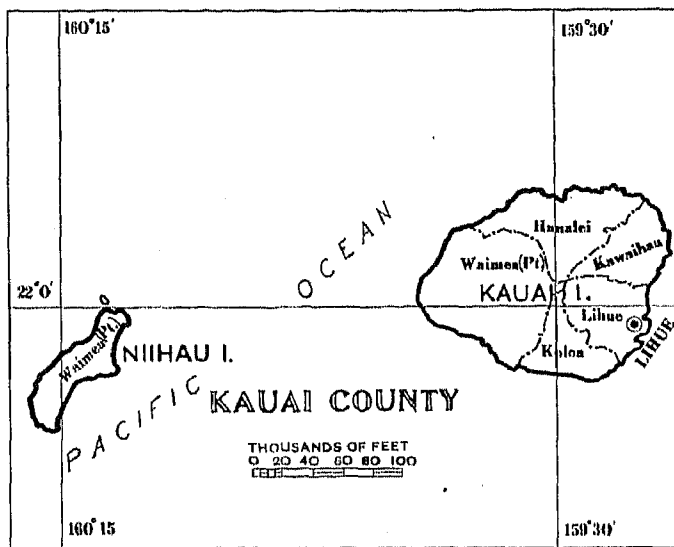 160° 15′
159° 30′
OCEAN
Hanalei
Kawaihau
Waimea (Pt)
22° 0′
KAUAI I.
Lihue
LIHUE
Koloa
Waimea (Pt.)
NIIHAU I.
PACIFIC
KAUAI COUNTY
THOUSANDS OF FEET
0 20 40 60 80 100
160° 15
159° 30